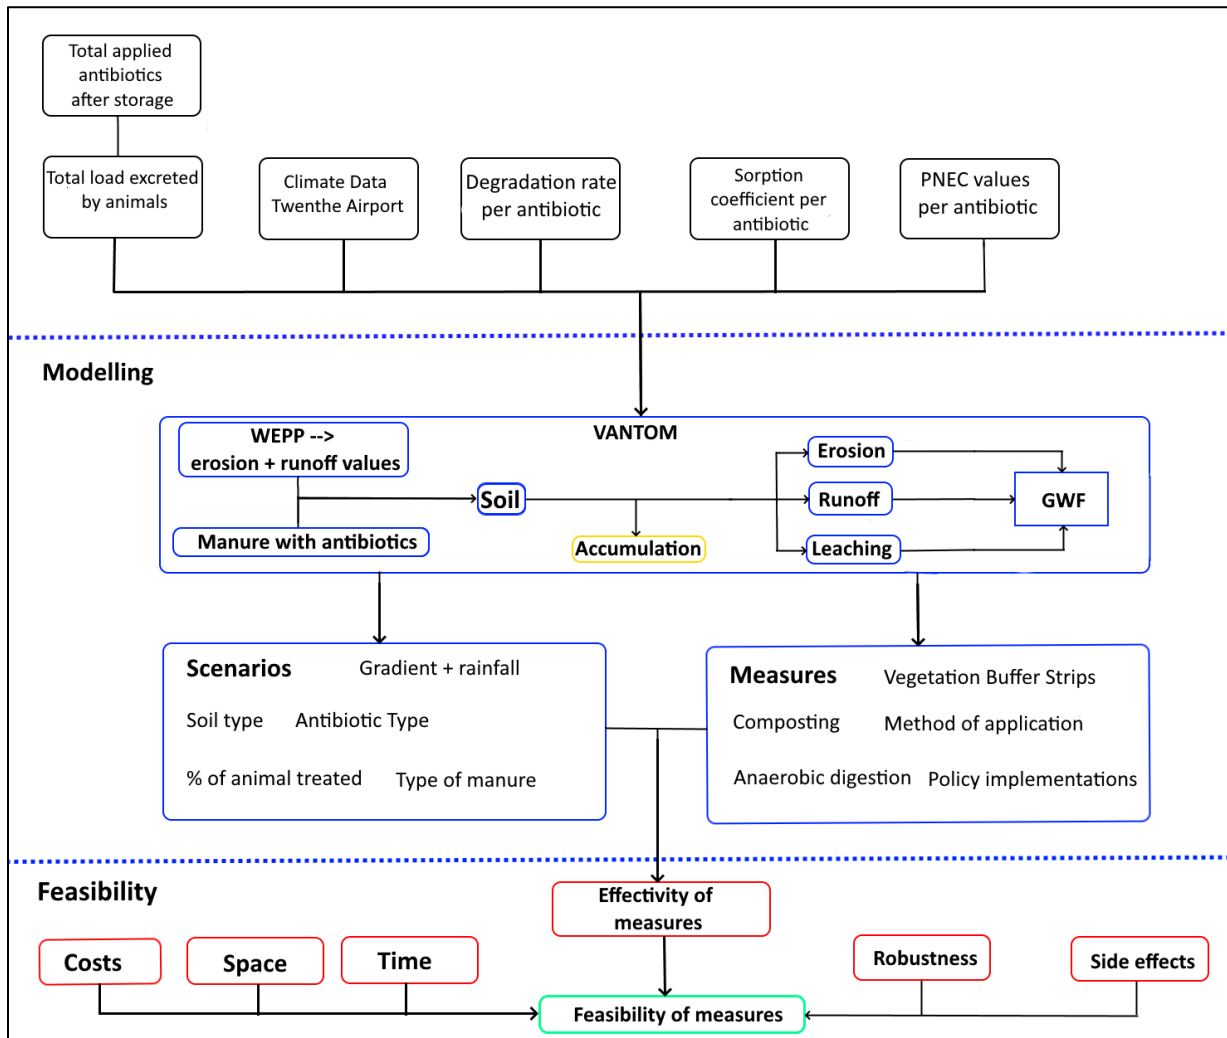 Total applied
antibiotics
after storage
Total load excreted
by animals
Climate Data
Twenthe Airport
Degradation rate
per antibiotic
Sorption
coefficient per
antibiotic
PNEC values
per antibiotic
Modelling
VANTOM
WEPP -->
erosion + runoff values
Manure with antibiotics
Soil
Accumulation
Erosion
Runoff
Leaching
GWF
Scenarios
Gradient + rainfall
Soil type
Antibiotic Type
% of animal treated
Type of manure
Measures
Vegetation Buffer Strips
Composting
Method of application
Anaerobic digestion
Policy implementations
Feasibility
Effectivity of
measures
Costs
Space
Time
Robustness
Side effects
Feasibility of measures